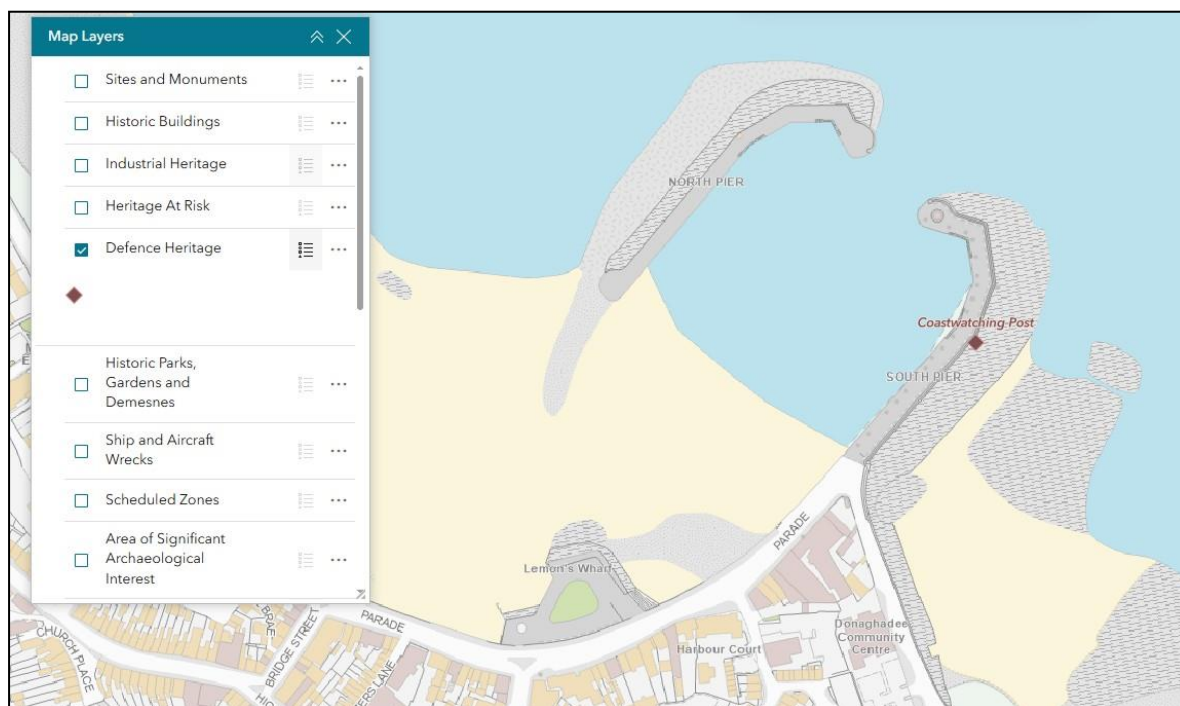 Map Layers
Sites and Monuments
Historic Buildings
Industrial Heritage
Heritage At Risk
Defence Heritage
Historic Parks,
Gardens and
Demesnes
Ship and Aircraft
Wrecks
Scheduled Zones
Area of Significant
Archaeological
Interest
NORTH PIER
Coastwatching Post
SOUTH PIER
PARADE
Lemon's Wharf
PARADE
Donaghadee
Community
Centre
Harbour Court
CHURCH PLACE
BRAE
BRIDGE STREET
LANE